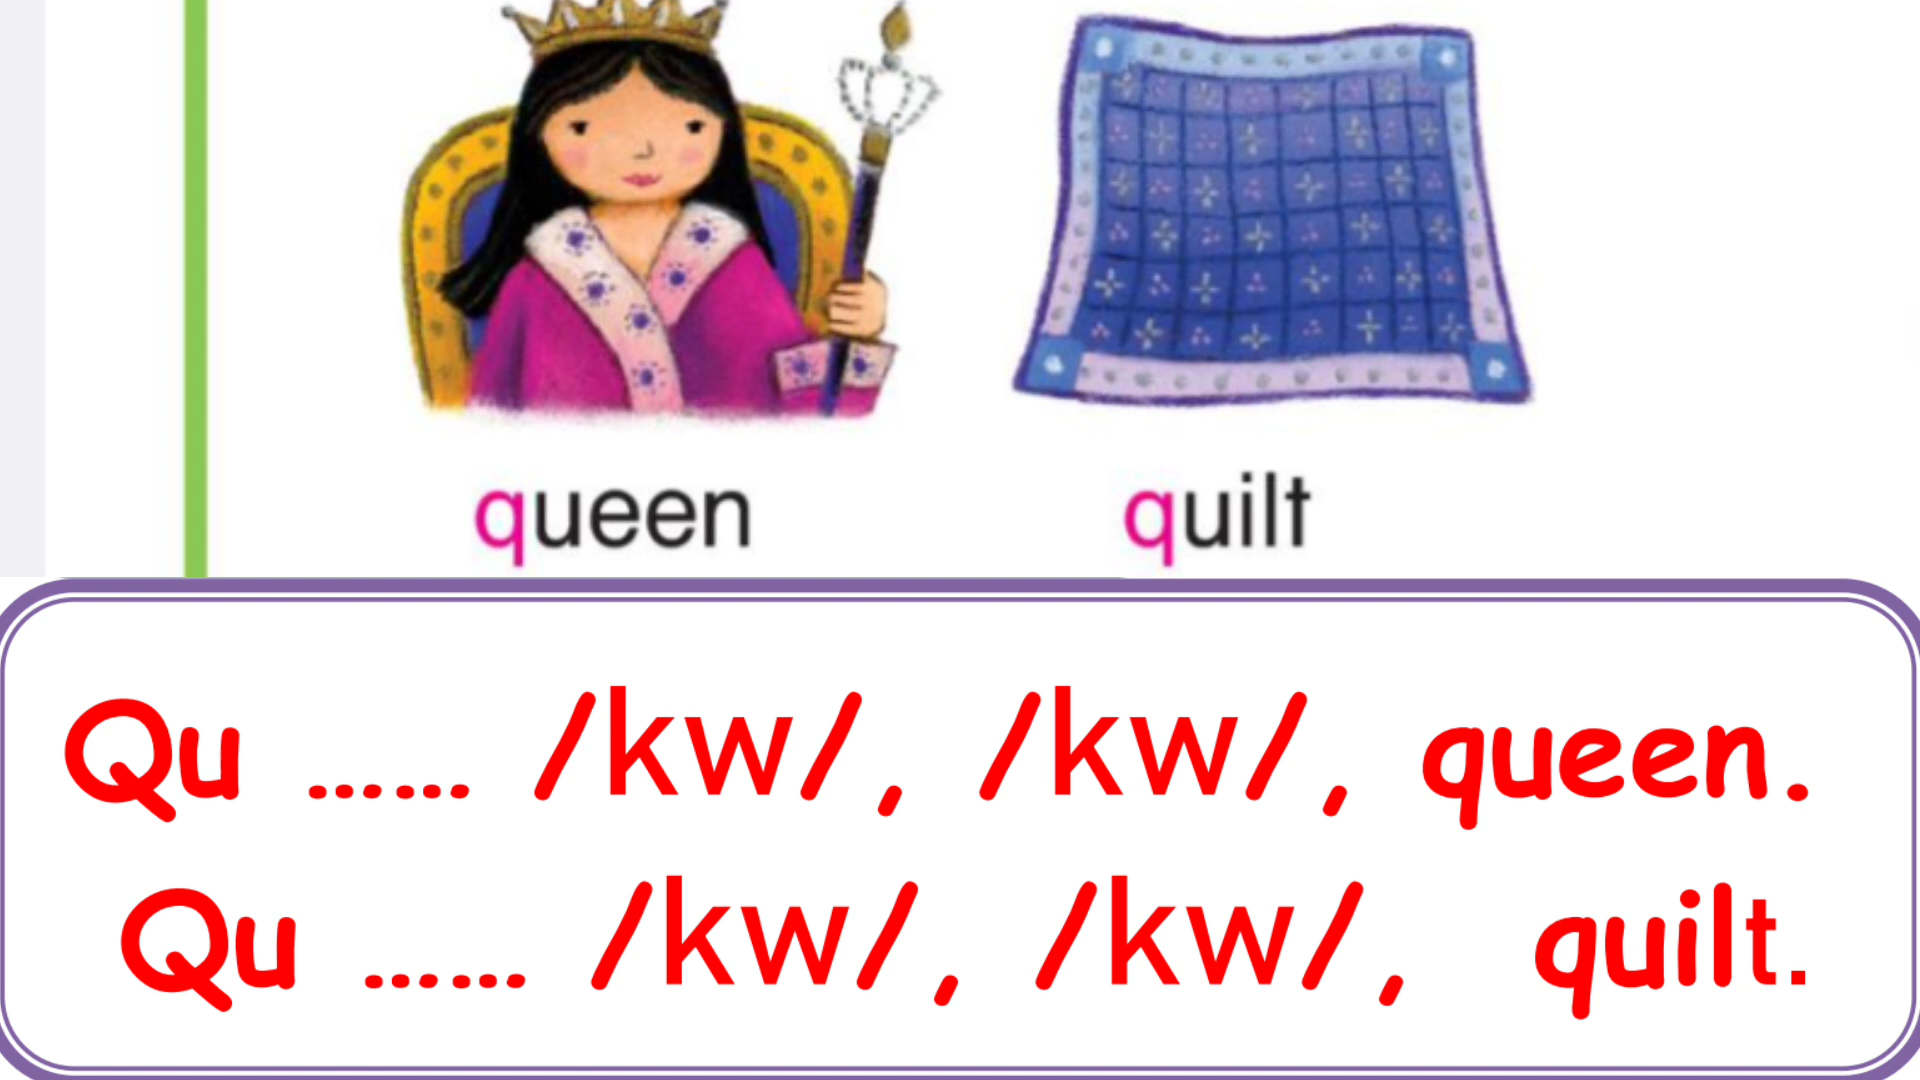 queen quilt
Qu ...... /kw/, /kw/, queen.
Qu ...... /kw/, /kw/, quilt.